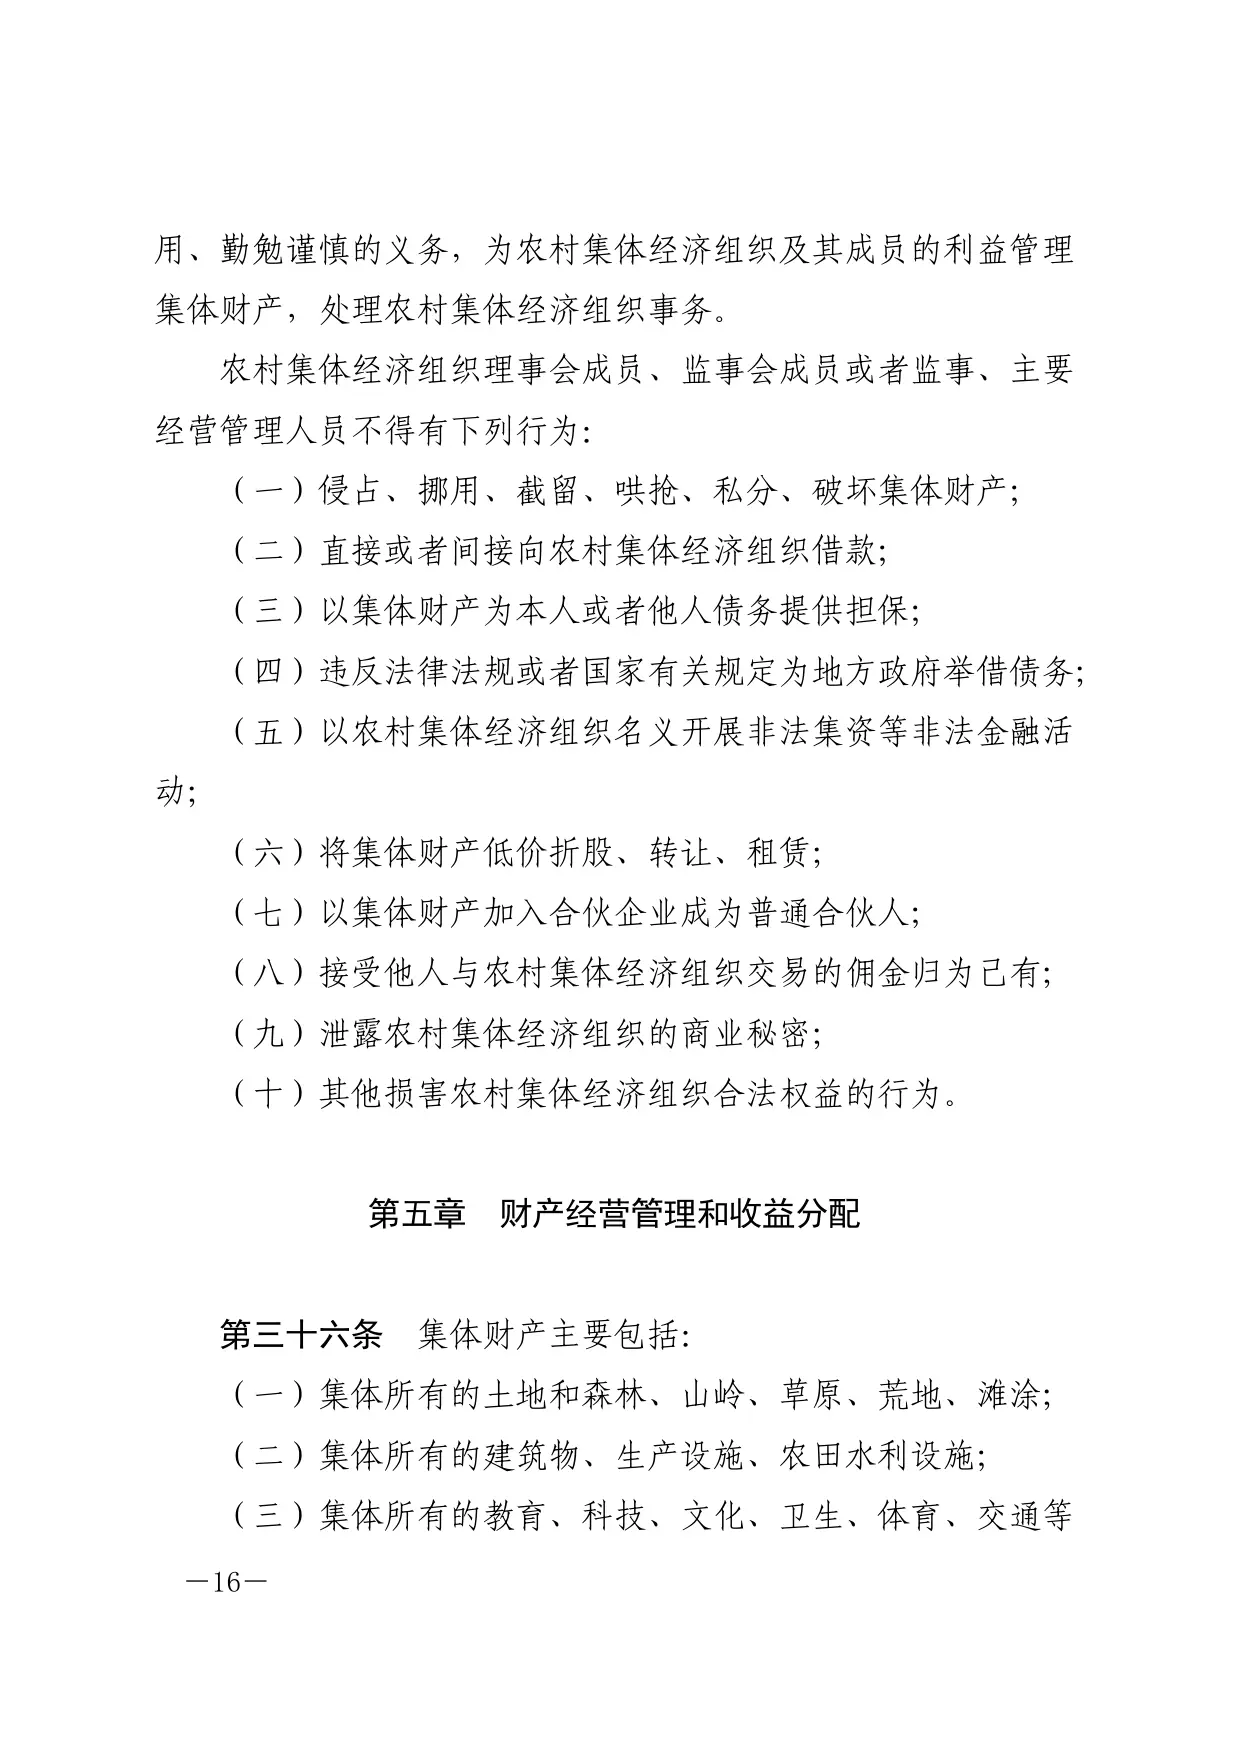 用、勤勉谨慎的义务，为农村集体经济组织及其成员的利益管理
集体财产，处理农村集体经济组织事务。
农村集体经济组织理事会成员、监事会成员或者监事、主要
经营管理人员不得有下列行为：
（一）侵占、挪用、截留、哄抢、私分、破坏集体财产；
（二）直接或者间接向农村集体经济组织借款；
（三）以集体财产为本人或者他人债务提供担保；
（四）违反法律法规或者国家有关规定为地方政府举借债务；
（五）以农村集体经济组织名义开展非法集资等非法金融活
动；
（六）将集体财产低价折股、转让、租赁；
（七）以集体财产加入合伙企业成为普通合伙人；
（八）接受他人与农村集体经济组织交易的佣金归为己有；
（九）泄露农村集体经济组织的商业秘密；
（十）其他损害农村集体经济组织合法权益的行为。
第五章　财产经营管理和收益分配
第三十六条　集体财产主要包括：
（一）集体所有的土地和森林、山岭、草原、荒地、滩涂；
（二）集体所有的建筑物、生产设施、农田水利设施；
（三）集体所有的教育、科技、文化、卫生、体育、交通等
—16—